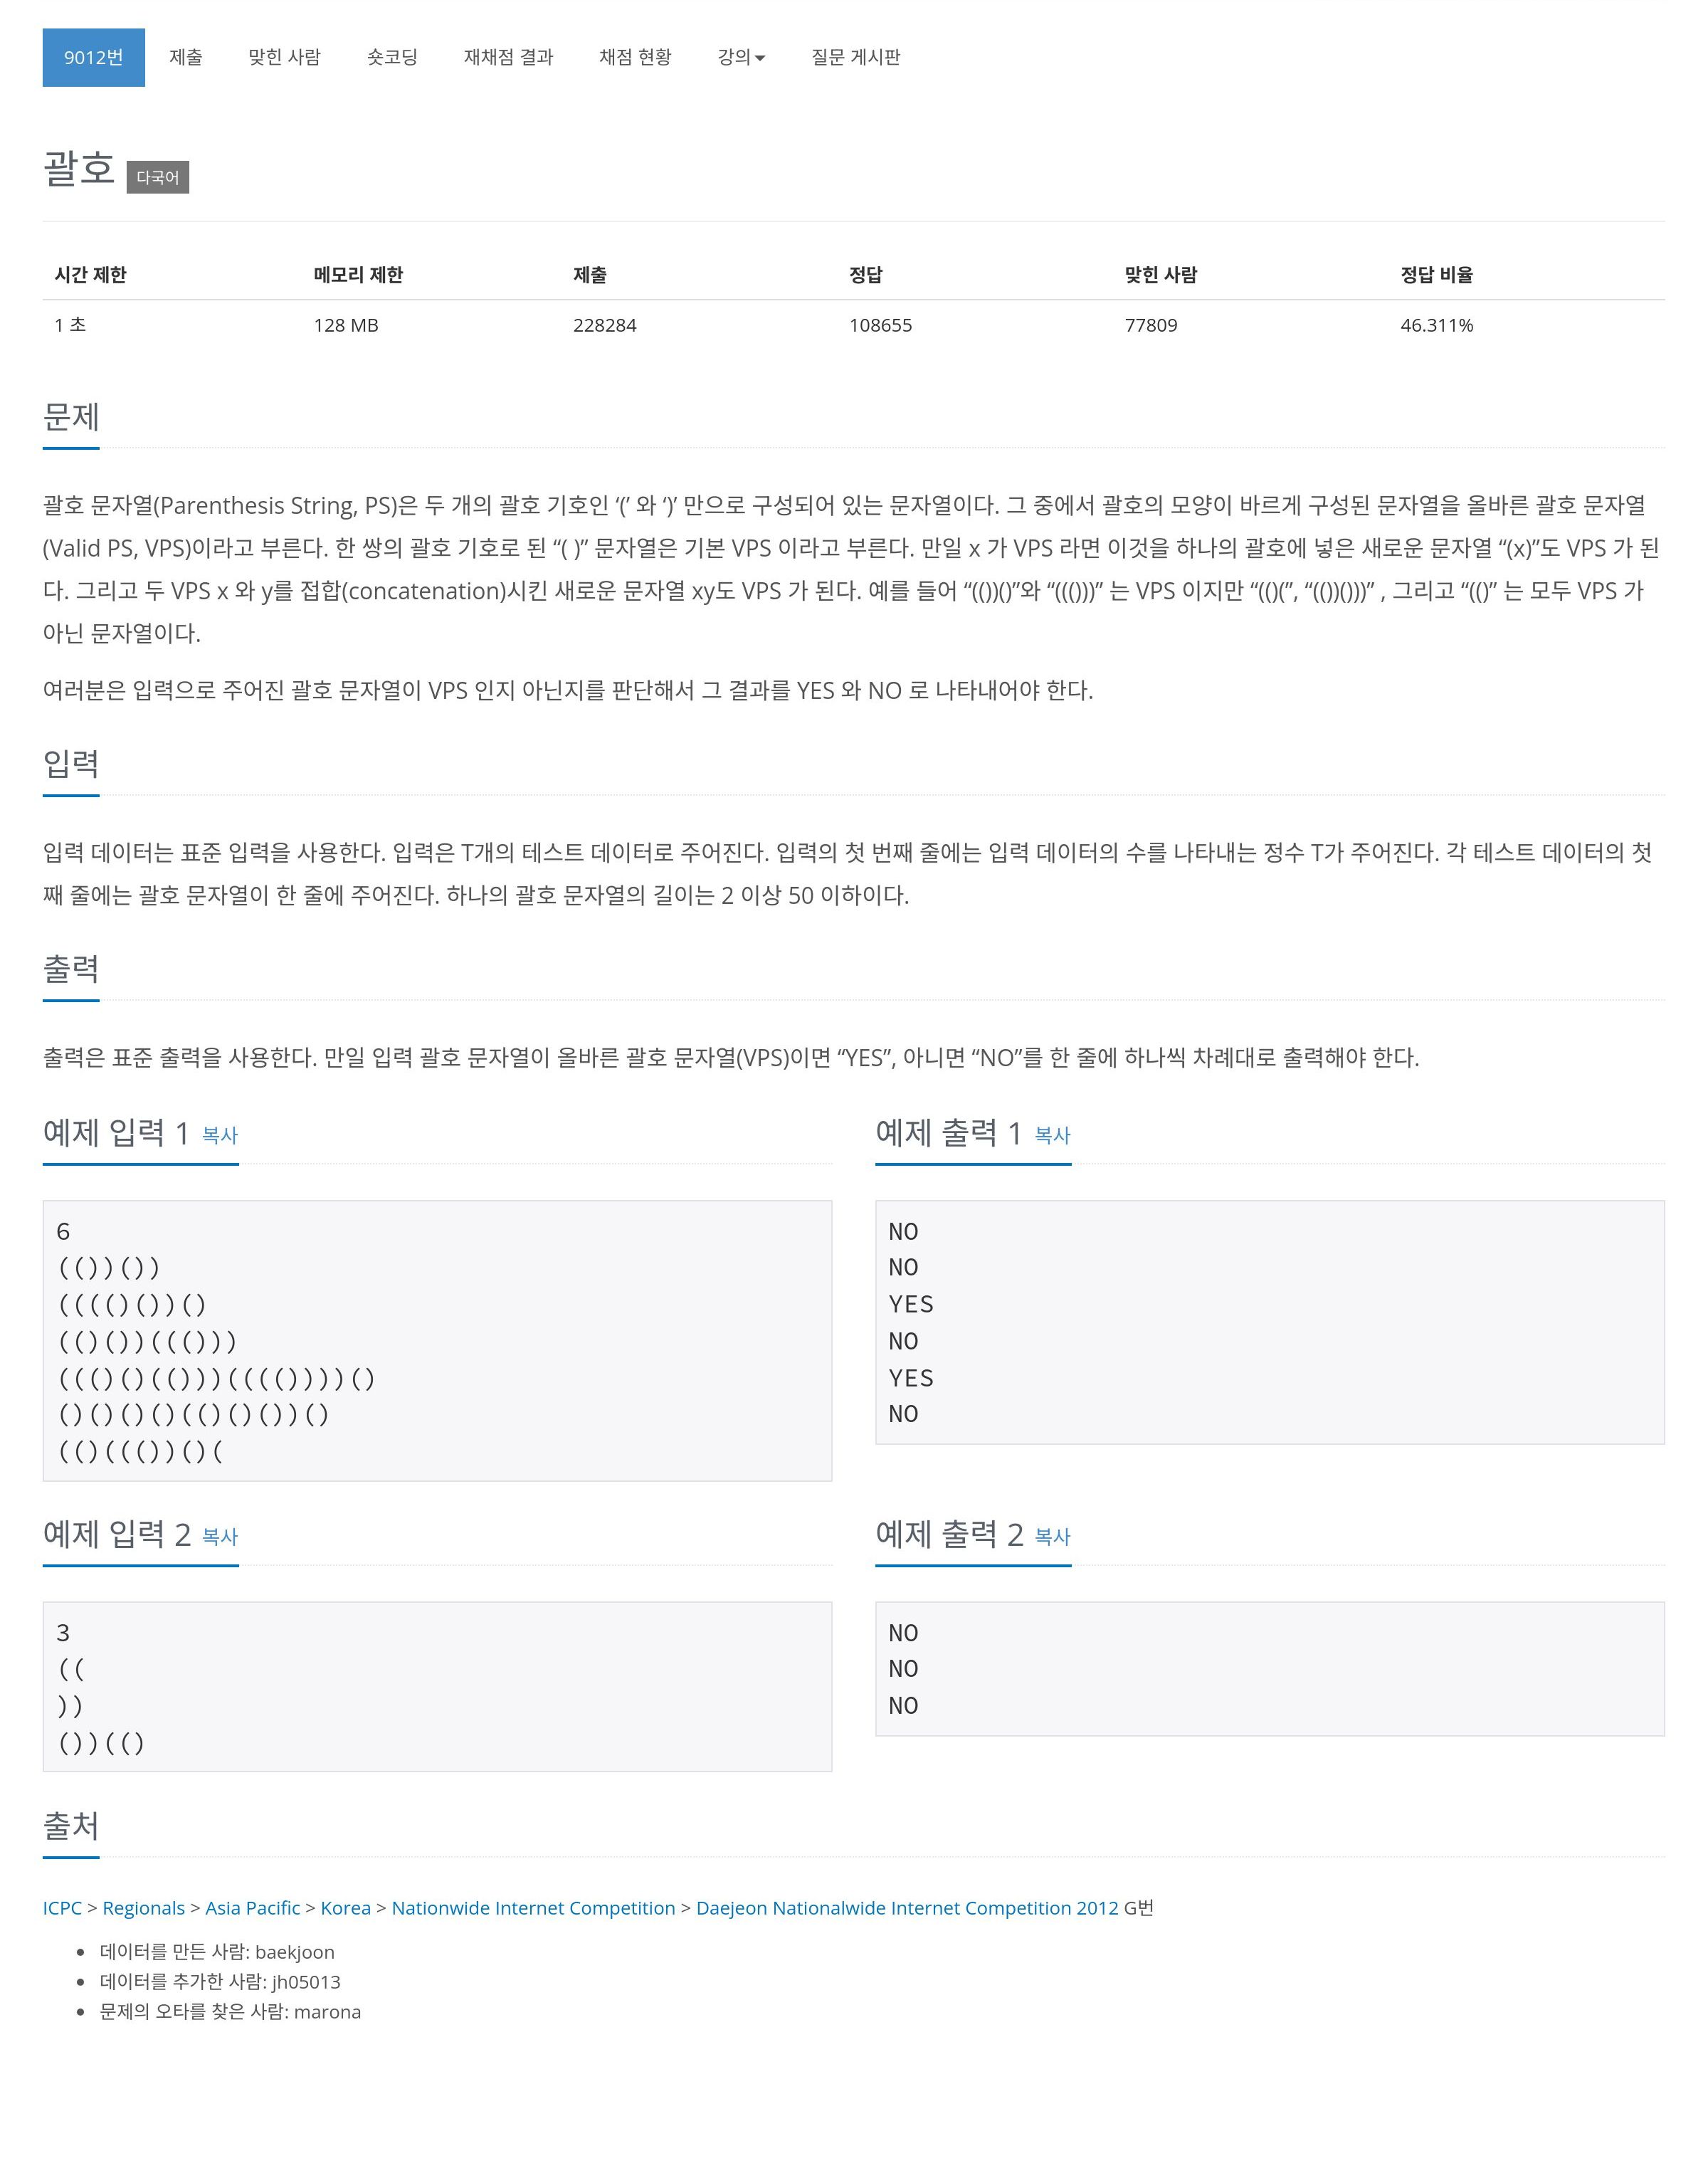 9012번 제출 맞힌 사람 숏코딩 재채점 결과 채점 현황 강의 질문 게시판
괄호 다국어
시간 제한 메모리 제한 제출 정답 맞힌 사람 정답 비율
1 초 128 MB 228284 108655 77809 46.311%
문제
괄호 문자열(Parenthesis String, PS)은 두 개의 괄호 기호인 ‘(’ 와 ‘)’ 만으로 구성되어 있는 문자열이다. 그 중에서 괄호의 모양이 바르게 구성된 문자열을 올바른 괄호 문자열
(Valid PS, VPS)이라고 부른다. 한 쌍의 괄호 기호로 된 “( )” 문자열은 기본 VPS 이라고 부른다. 만일 x 가 VPS 라면 이것을 하나의 괄호에 넣은 새로운 문자열 “(x)”도 VPS 가 된
다. 그리고 두 VPS x 와 y를 접합(concatenation)시킨 새로운 문자열 xy도 VPS 가 된다. 예를 들어 “(())()”와 “((()))” 는 VPS 이지만 “(()(”, “(())()))” , 그리고 “(()” 는 모두 VPS 가
아닌 문자열이다.
여러분은 입력으로 주어진 괄호 문자열이 VPS 인지 아닌지를 판단해서 그 결과를 YES 와 NO 로 나타내어야 한다.
입력
입력 데이터는 표준 입력을 사용한다. 입력은 T개의 테스트 데이터로 주어진다. 입력의 첫 번째 줄에는 입력 데이터의 수를 나타내는 정수 T가 주어진다. 각 테스트 데이터의 첫
째 줄에는 괄호 문자열이 한 줄에 주어진다. 하나의 괄호 문자열의 길이는 2 이상 50 이하이다.
출력
출력은 표준 출력을 사용한다. 만일 입력 괄호 문자열이 올바른 괄호 문자열(VPS)이면 “YES”, 아니면 “NO”를 한 줄에 하나씩 차례대로 출력해야 한다.
예제 입력 1 복사
6
(())())
(((()())()
(()())((()))
((()()(()))(((())))()
()()()()(()()())()
(()((())()(
예제 출력 1 복사
NO
NO
YES
NO
YES
NO
예제 입력 2 복사
3
((
))
())(()
예제 출력 2 복사
NO
NO
NO
출처
ICPC > Regionals > Asia Pacific > Korea > Nationwide Internet Competition > Daejeon Nationalwide Internet Competition 2012 G번
데이터를 만든 사람: baekjoon
데이터를 추가한 사람: jh05013
문제의 오타를 찾은 사람: marona